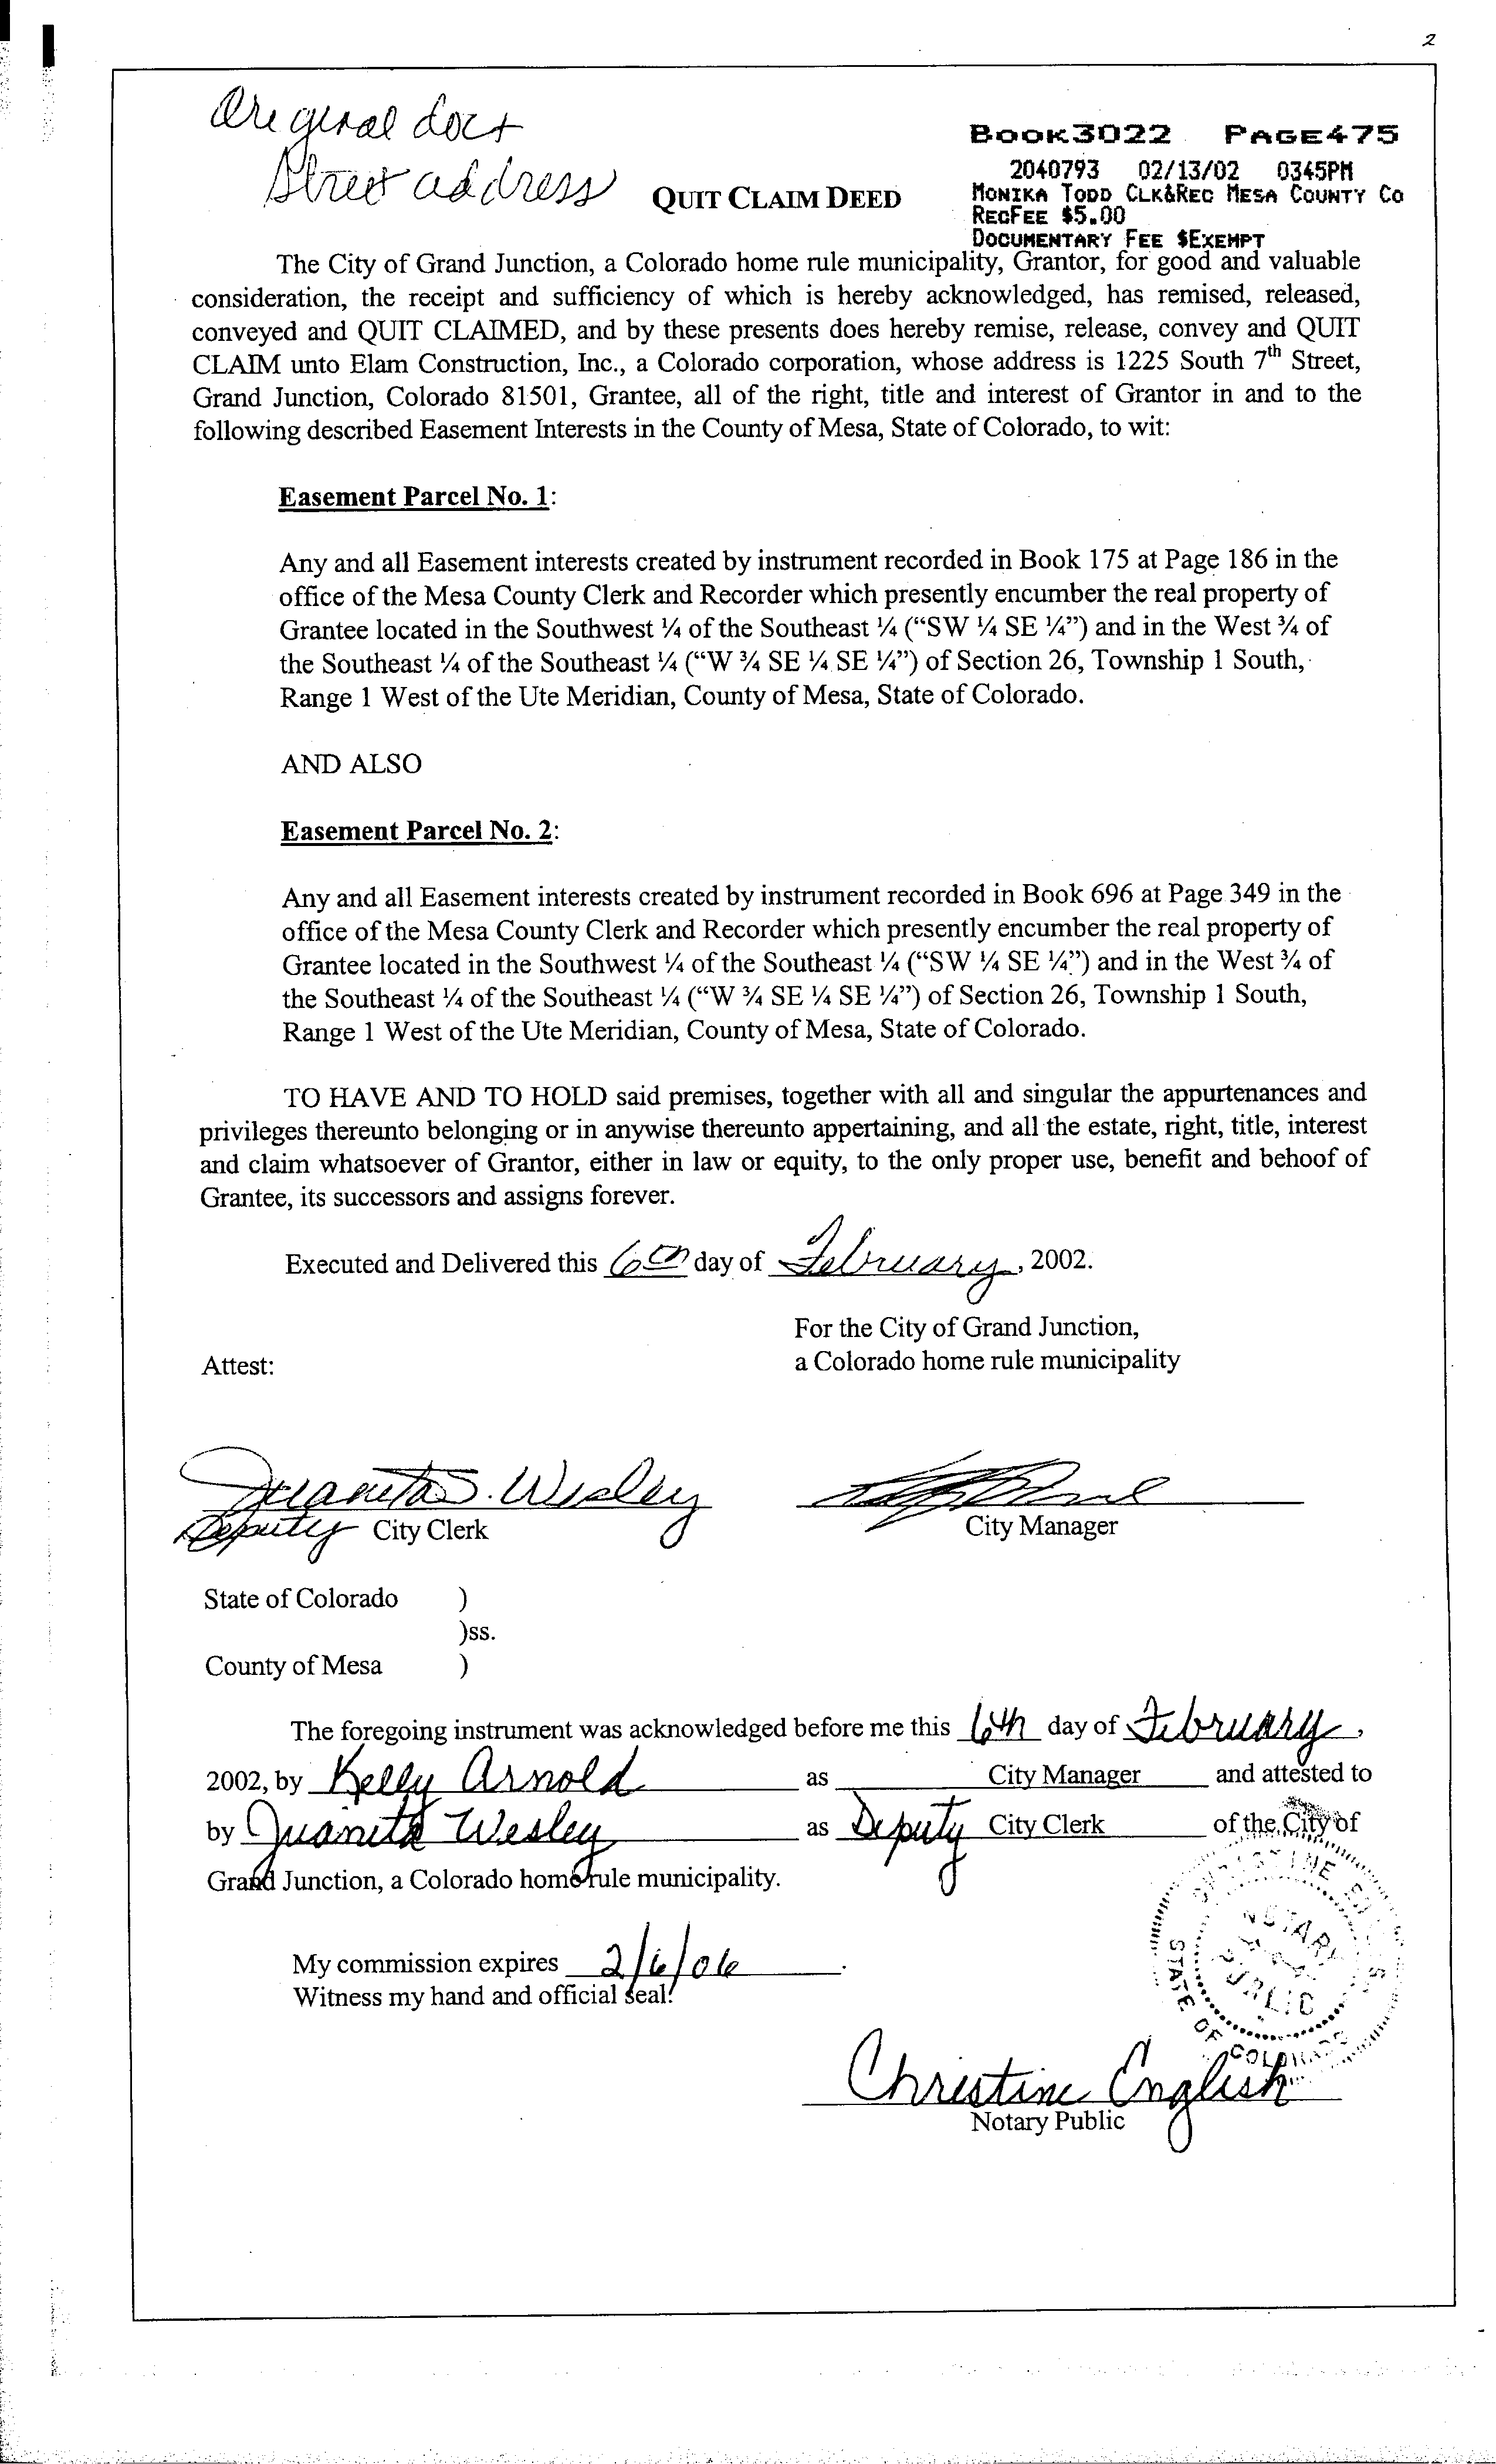 2
Original doc+
Street address
BOOK3022 PAGE475
2040793 02/13/02 0345PM
MONIKA TODD CLK&REC MESA COUNTY CO
RECFEE $5.00
DOCUMENTARY FEE $EXEMPT
QUIT CLAIM DEED
The City of Grand Junction, a Colorado home rule municipality, Grantor, for good and valuable
consideration, the receipt and sufficiency of which is hereby acknowledged, has remised, released,
conveyed and QUIT CLAIMED, and by these presents does hereby remise, release, convey and QUIT
CLAIM unto Elam Construction, Inc., a Colorado corporation, whose address is 1225 South 7th Street,
Grand Junction, Colorado 81501, Grantee, all of the right, title and interest of Grantor in and to the
following described Easement Interests in the County of Mesa, State of Colorado, to wit:
Easement Parcel No. 1:
Any and all Easement interests created by instrument recorded in Book 175 at Page 186 in the
office of the Mesa County Clerk and Recorder which presently encumber the real property of
Grantee located in the Southwest ¼ of the Southeast ¼ (“SW ¼ SE ¼”) and in the West ¾ of
the Southeast ¼ of the Southeast ¼ (“W ¾ SE ¼ SE ¼”) of Section 26, Township 1 South,
Range 1 West of the Ute Meridian, County of Mesa, State of Colorado.
AND ALSO
Easement Parcel No. 2:
Any and all Easement interests created by instrument recorded in Book 696 at Page 349 in the
office of the Mesa County Clerk and Recorder which presently encumber the real property of
Grantee located in the Southwest ¼ of the Southeast ¼ (“SW ¼ SE ¼”) and in the West ¾ of
the Southeast ¼ of the Southeast ¼ (“W ¾ SE ¼ SE ¼”) of Section 26, Township 1 South,
Range 1 West of the Ute Meridian, County of Mesa, State of Colorado.
TO HAVE AND TO HOLD said premises, together with all and singular the appurtenances and
privileges thereunto belonging or in anywise thereunto appertaining, and all the estate, right, title, interest
and claim whatsoever of Grantor, either in law or equity, to the only proper use, benefit and behoof of
Grantee, its successors and assigns forever.
Executed and Delivered this 6th day of February, 2002.
For the City of Grand Junction,
a Colorado home rule municipality
Attest:
Juanita S. Wesley
Deputy City Clerk
City Manager
State of Colorado )
)ss.
County of Mesa )
The foregoing instrument was acknowledged before me this 6th day of February,
2002, by Kelly Arnold as City Manager and attested to
by Juanita Wesley as Deputy City Clerk of the City of
Grand Junction, a Colorado home rule municipality.
My commission expires 2/6/06.
Witness my hand and official seal.
CHRISTINE
NOTARY
PUBLIC
STATE OF COLORADO
Christine English
Notary Public